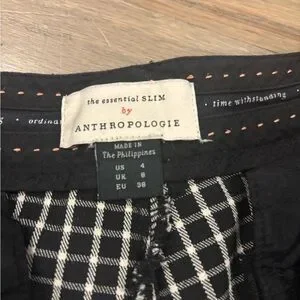 the essential SLIM
by
ANTHROPOLOGIE
ordina
time withstanding
MADE IN
The Philippines
US 4
UK 8
EU 36